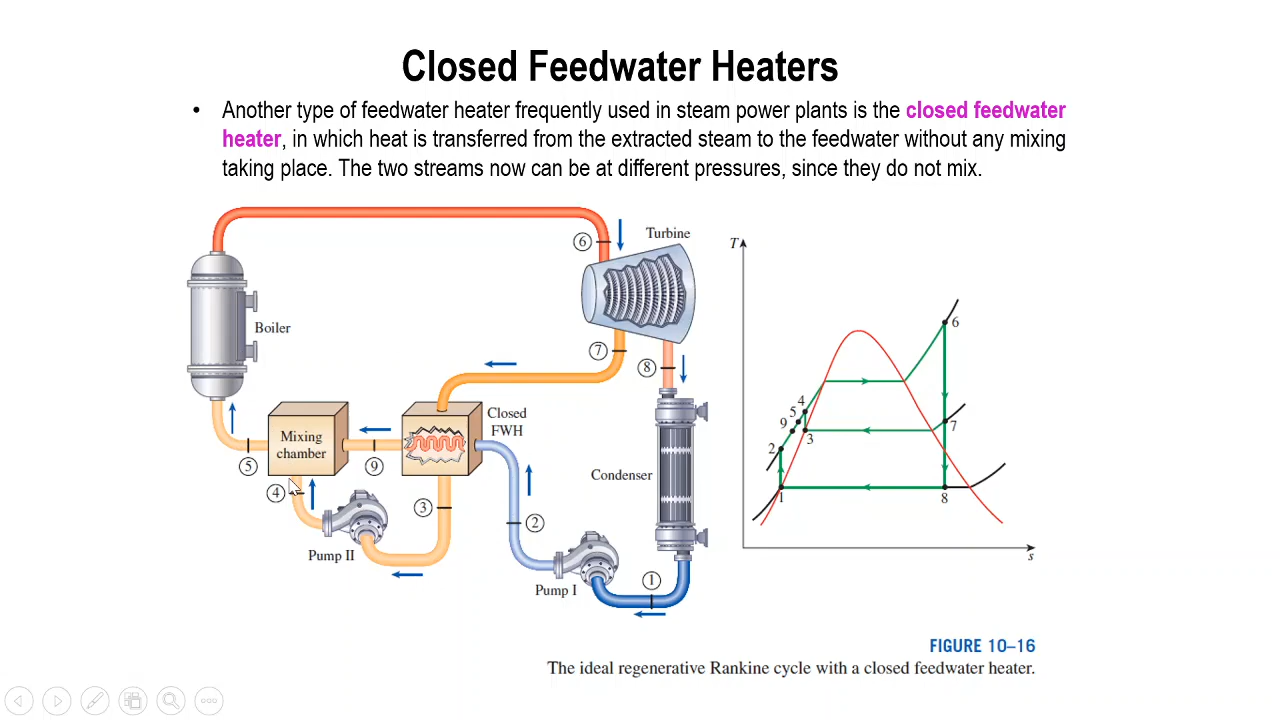 Closed Feedwater Heaters
• Another type of feedwater heater frequently used in steam power plants is the closed feedwater
heater, in which heat is transferred from the extracted steam to the feedwater without any mixing
taking place. The two streams now can be at different pressures, since they do not mix.
Turbine
6
Boiler
7
8
Closed
FWH
Mixing
chamber
5
9
Condenser
4
3
2
Pump II
Pump I
1
T
6
4
5
9
7
3
2
1
8
s
FIGURE 10–16
The ideal regenerative Rankine cycle with a closed feedwater heater.